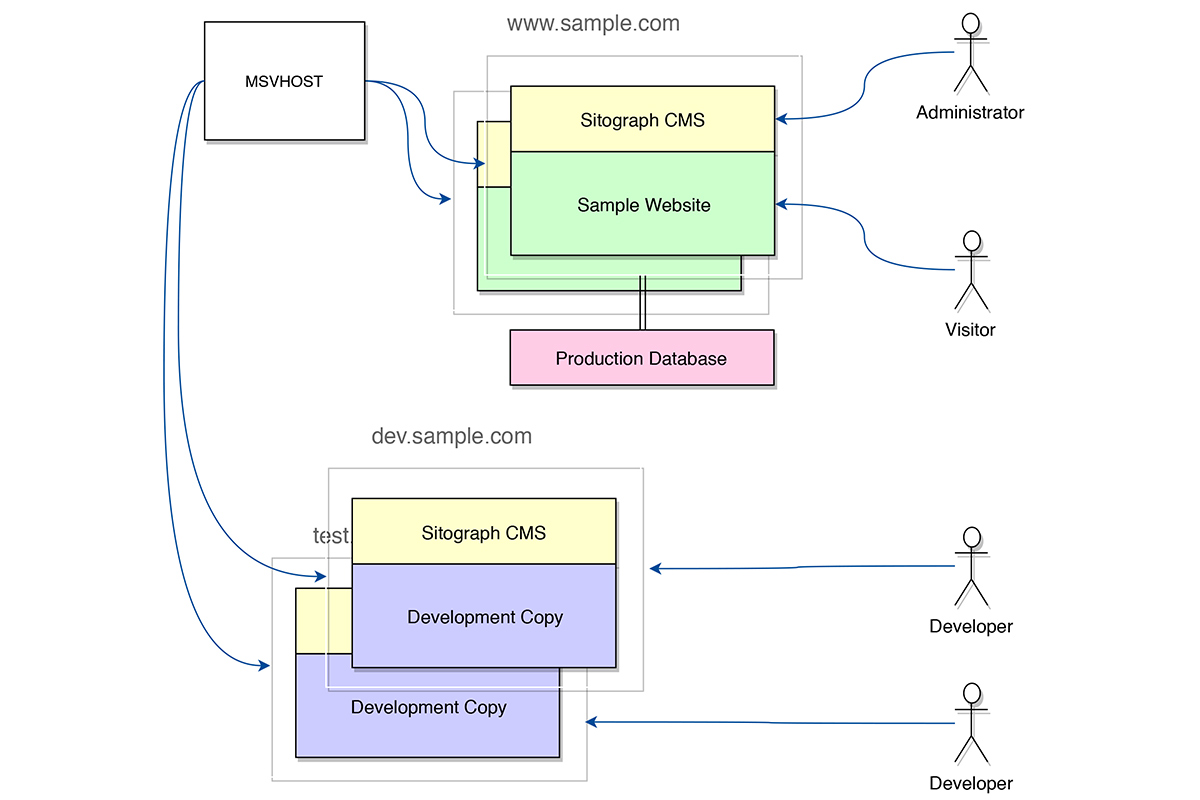 www.sample.com
MSVHOST
Sitograph CMS
Administrator
Sample Website
Visitor
Production Database
dev.sample.com
test.
Sitograph CMS
Development Copy
Developer
Development Copy
Developer